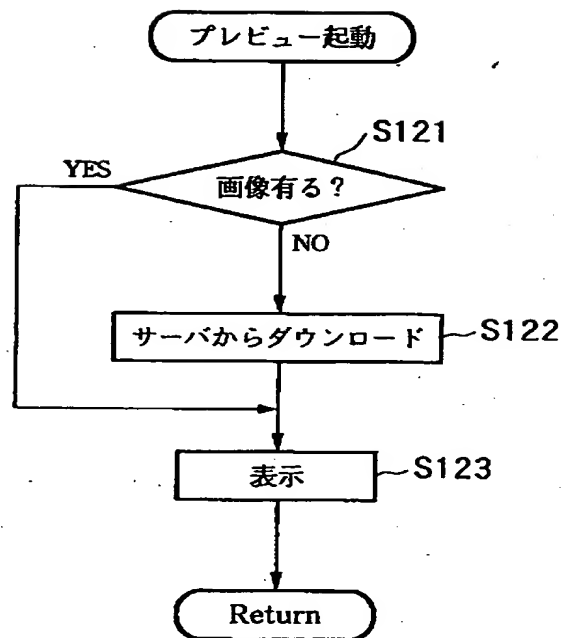 プレビュー起動
S121
YES
画像有る?
NO
サーバからダウンロード
S122
表示
S123
Return